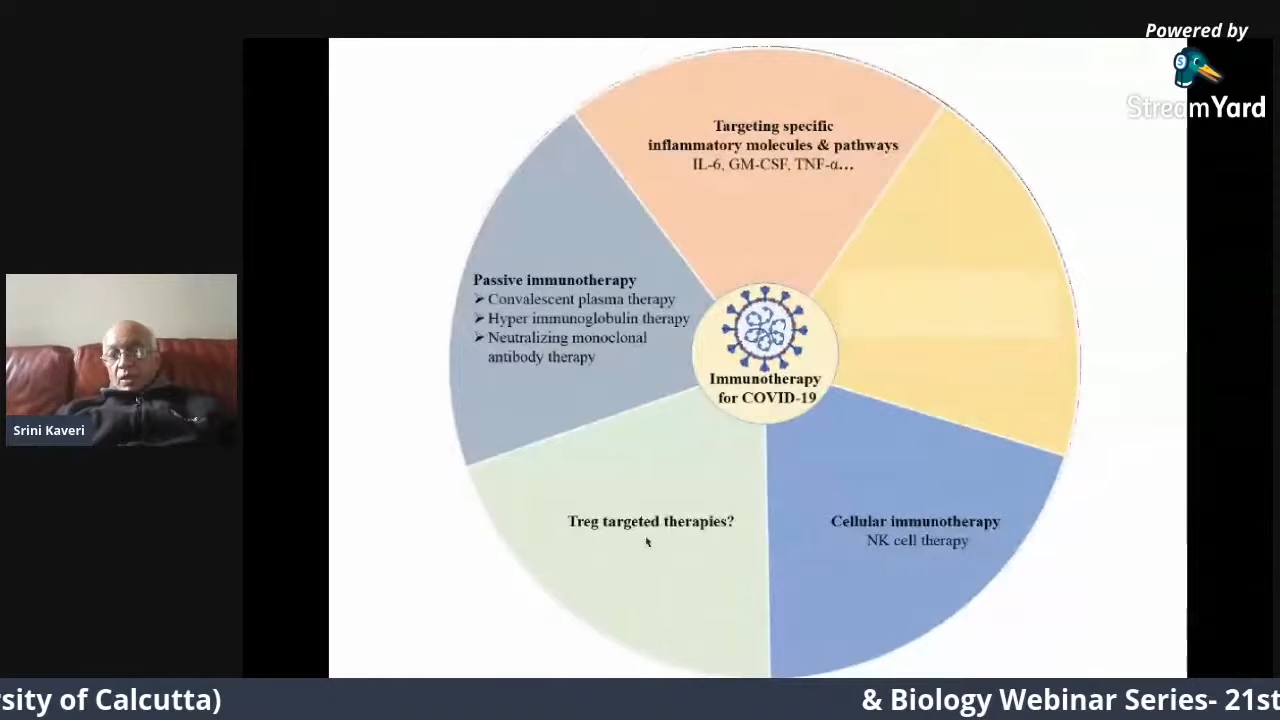 Powered by
StreamYard
Targeting specific
inflammatory molecules & pathways
IL-6, GM-CSF, TNF-α...
Passive immunotherapy
➢ Convalescent plasma therapy
➢ Hyper immunoglobulin therapy
➢ Neutralizing monoclonal
antibody therapy
Immunotherapy
for COVID-19
Treg targeted therapies?
Cellular immunotherapy
NK cell therapy
Srini Kaveri
rsity of Calcutta) & Biology Webinar Series- 21st